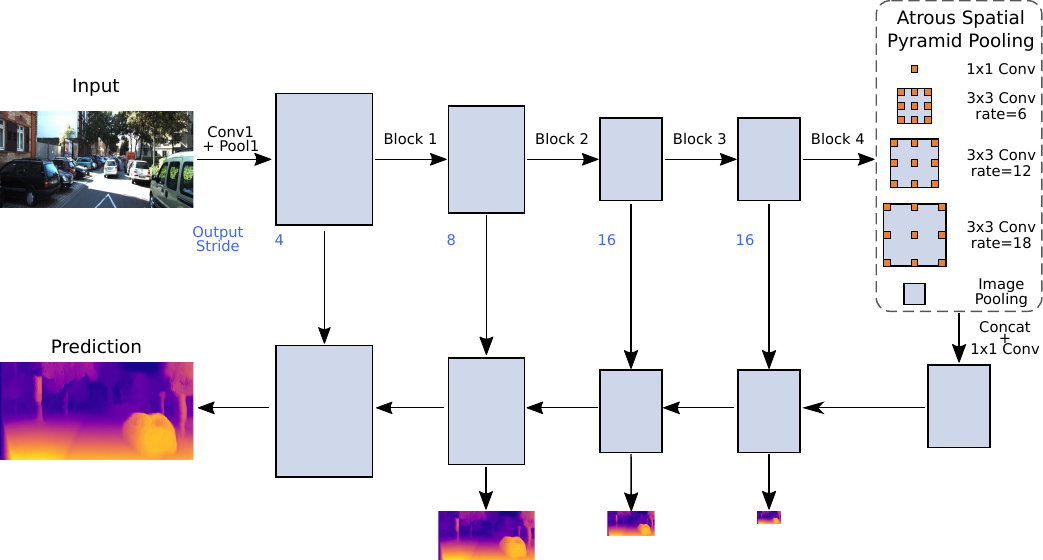 Atrous Spatial
Pyramid Pooling
1x1 Conv
3x3 Conv
rate=6
3x3 Conv
rate=12
3x3 Conv
rate=18
Image
Pooling
Input
Conv1
+ Pool1
Block 1
Block 2
Block 3
Block 4
Output
Stride
4
8
16
16
Concat
+
1x1 Conv
Prediction